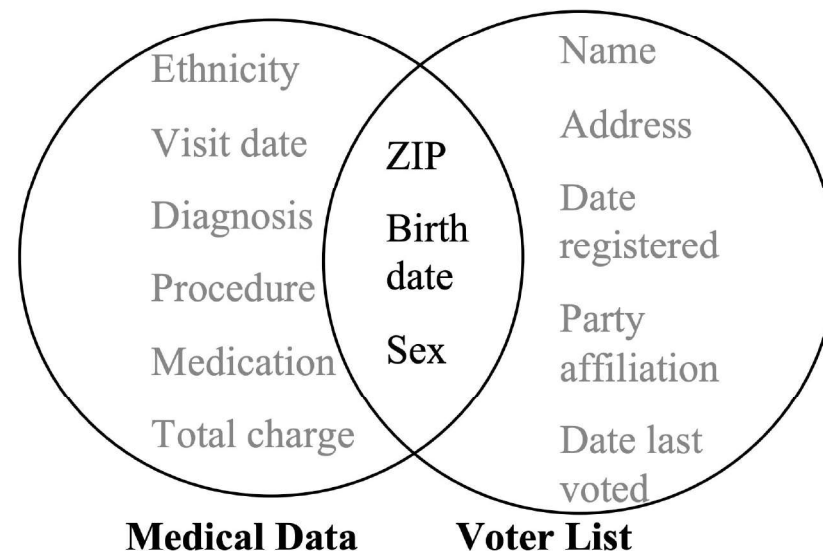 Ethnicity
Visit date
Diagnosis
Procedure
Medication
Total charge
ZIP
Birth
date
Sex
Name
Address
Date
registered
Party
affiliation
Date last
voted
Medical Data
Voter List